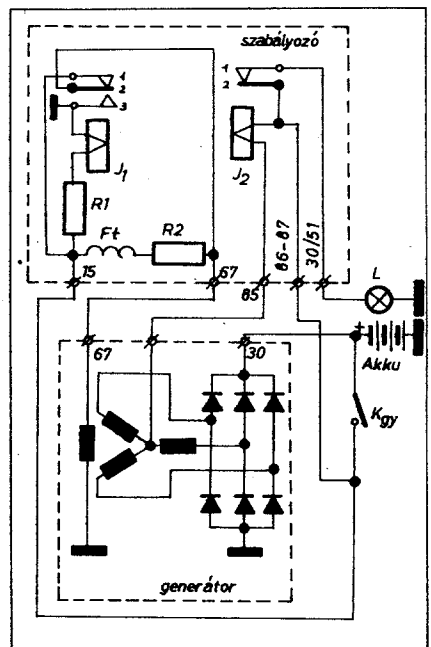 szabályozó
1
2
3
1
2
J1
J2
R1
Ft
R2
86-87
30/51
15
67
85
L
67
30
+
Akku
Kgy
generátor